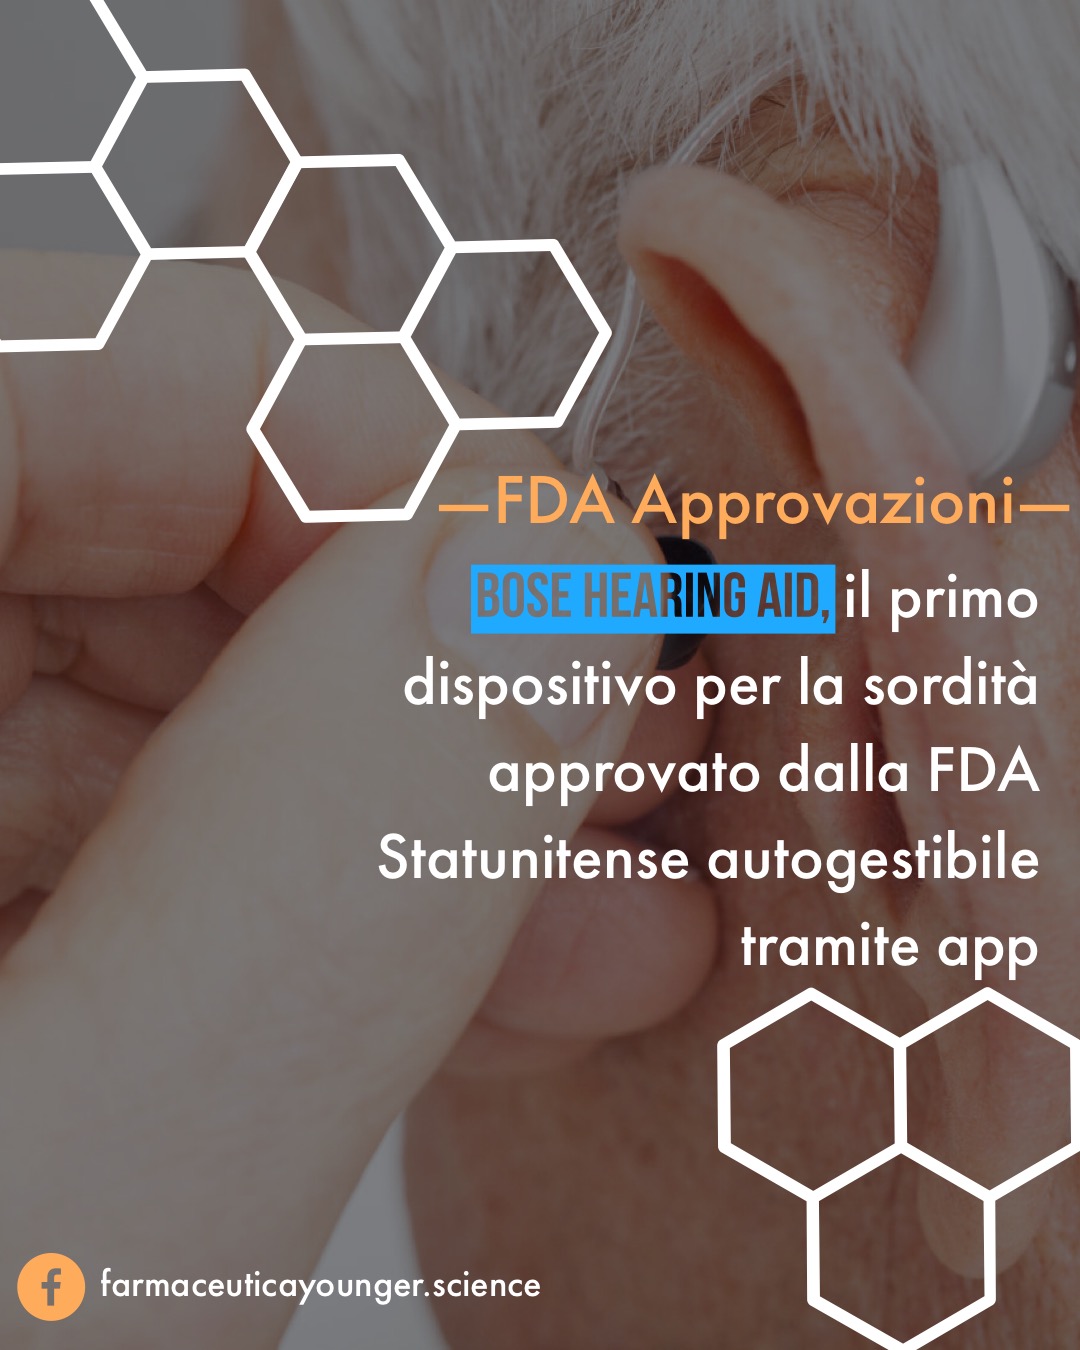 —FDA Approvazioni—
BOSE HEARING AID, il primo
dispositivo per la sordità
approvato dalla FDA
Statunitense autogestibile
tramite app
farmaceuticayounger.science